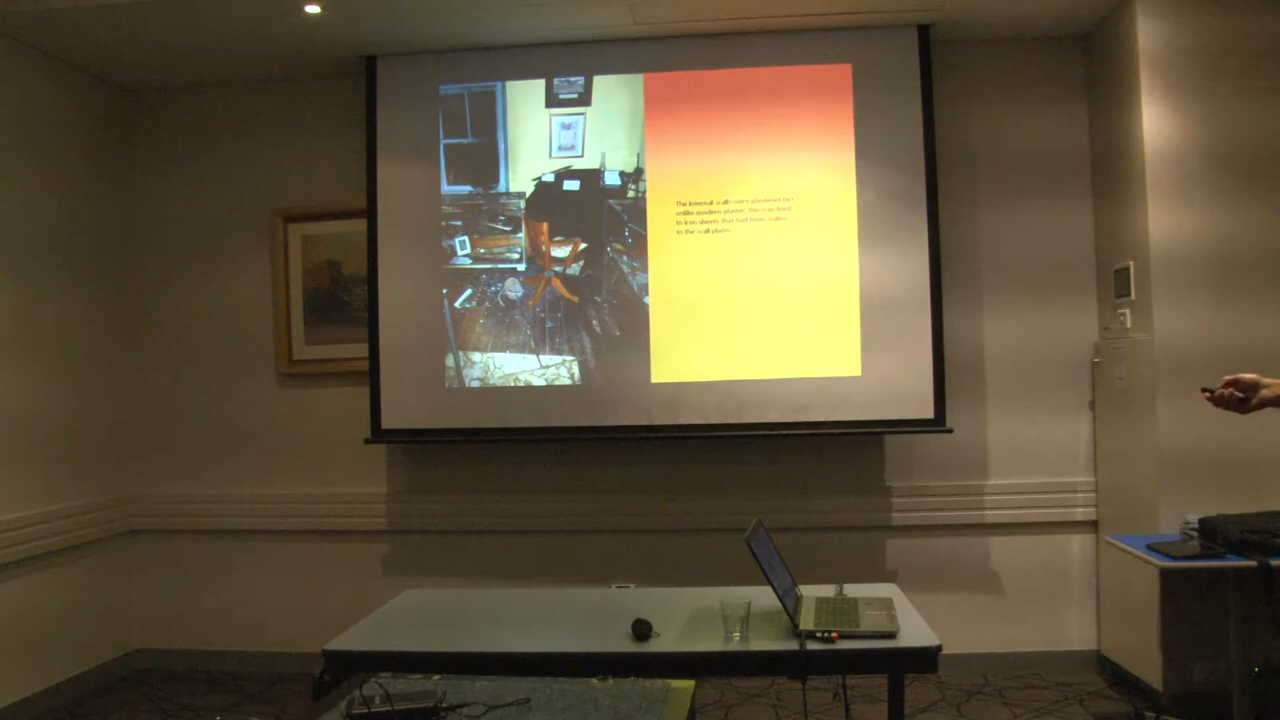 The internal walls were plastered but
unlike modern plaster, this was fixed
to iron sheets that had been nailed
to the wall plates.